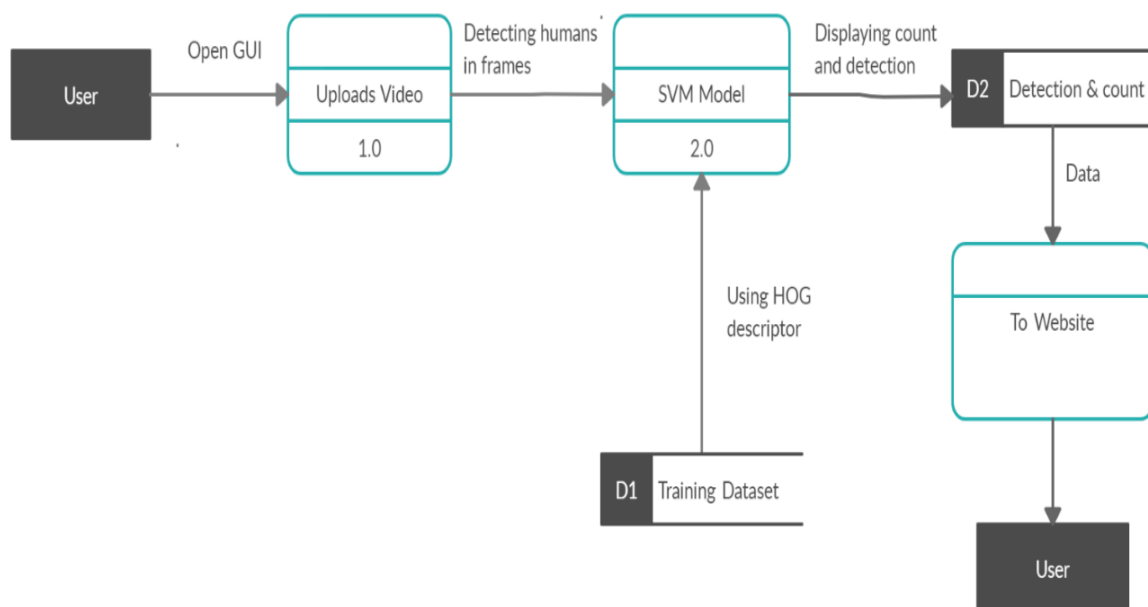 User
Open GUI
Uploads Video
1.0
Detecting humans
in frames
SVM Model
2.0
Displaying count
and detection
D2
Detection & count
Data
To Website
Using HOG
descriptor
D1
Training Dataset
User